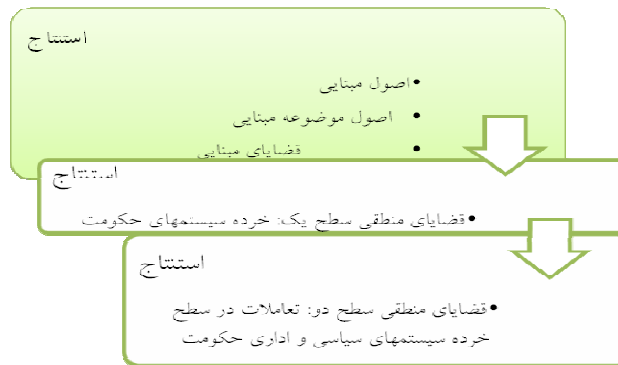 استنتاج
•اصول مبنایی
• اصول موضوعه مبنایی
• قضایای مبنایی
استنتاج
•قضایای منطقی سطح یک: خرده سیستمهای حکومت
استنتاج
•قضایای منطقی سطح دو: تعاملات در سطح
خرده سیستمهای سیاسی و اداری حکومت